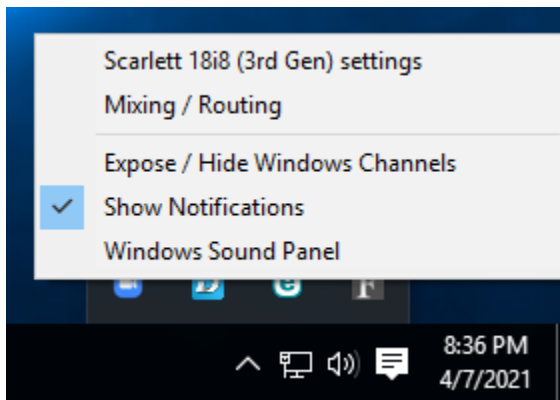 Scarlett 18i8 (3rd Gen) settings
Mixing / Routing
Expose / Hide Windows Channels
Show Notifications
Windows Sound Panel
8:36 PM
4/7/2021